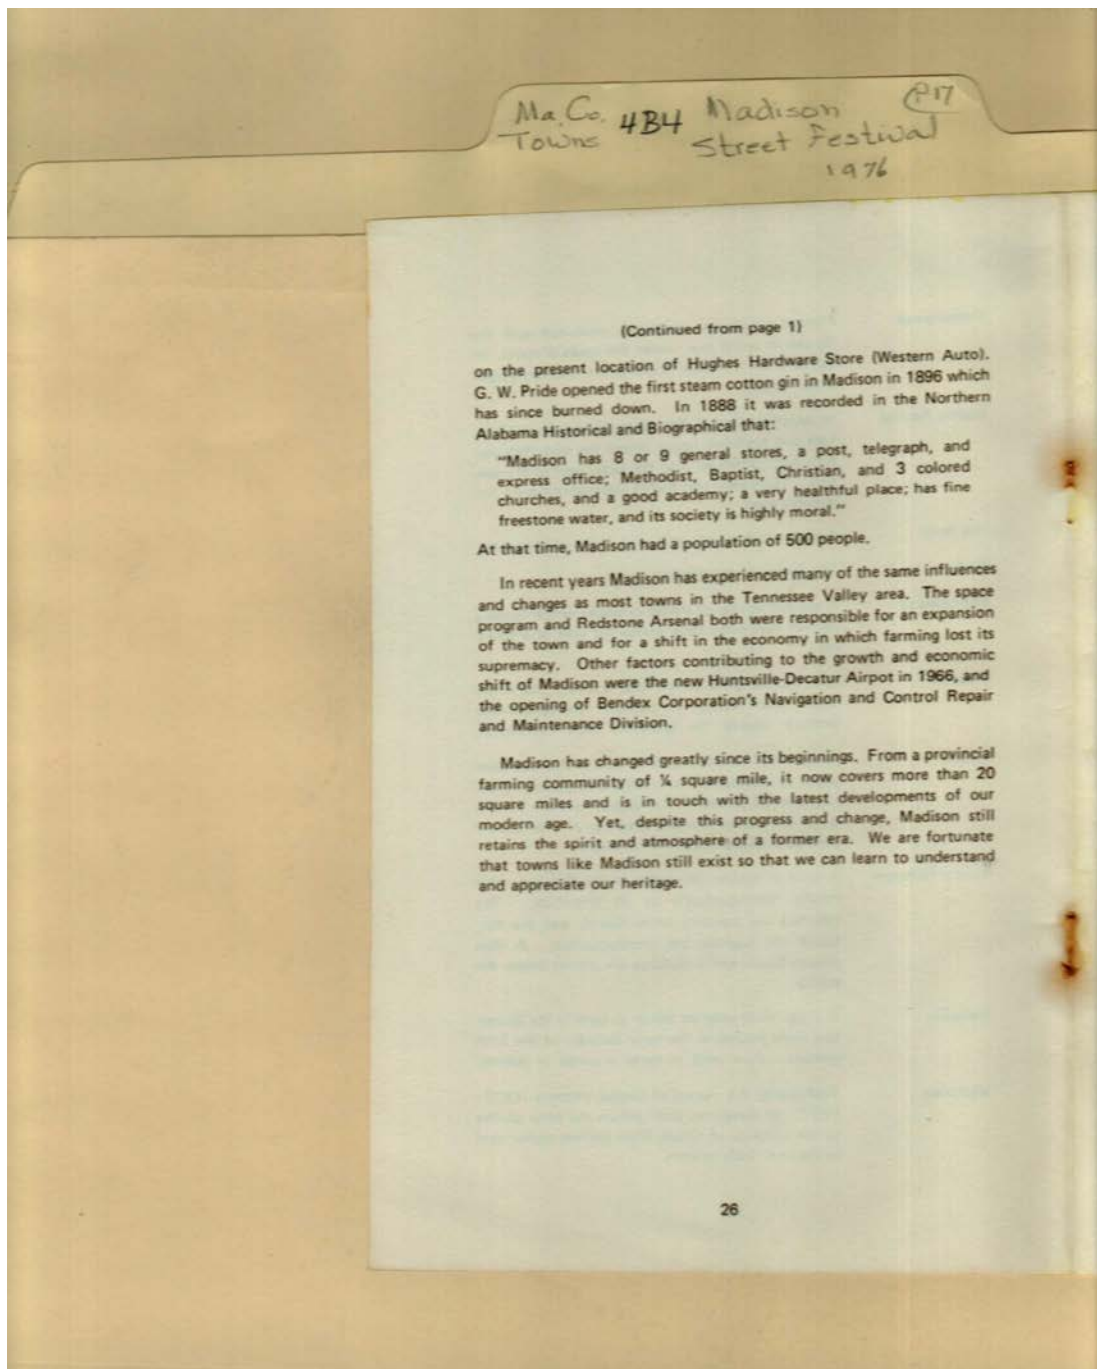 Ma. Co. 4B4 Madison P17
Towns Street Festival
1976
(Continued from page 1)
on the present location of Hughes Hardware Store (Western Auto).
G. W. Pride opened the first steam cotton gin in Madison in 1896 which
has since burned down. In 1888 it was recorded in the Northern
Alabama Historical and Biographical that:
"Madison has 8 or 9 general stores, a post, telegraph, and
express office; Methodist, Baptist, Christian, and 3 colored
churches, and a good academy; a very healthful place; has fine
freestone water, and its society is highly moral."
At that time, Madison had a population of 500 people.
In recent years Madison has experienced many of the same influences
and changes as most towns in the Tennessee Valley area. The space
program and Redstone Arsenal both were responsible for an expansion
of the town and for a shift in the economy in which farming lost its
supremacy. Other factors contributing to the growth and economic
shift of Madison were the new Huntsville-Decatur Airpot in 1966, and
the opening of Bendex Corporation's Navigation and Control Repair
and Maintenance Division.
Madison has changed greatly since its beginnings. From a provincial
farming community of ¼ square mile, it now covers more than 20
square miles and is in touch with the latest developments of our
modern age. Yet, despite this progress and change, Madison still
retains the spirit and atmosphere of a former era. We are fortunate
that towns like Madison still exist so that we can learn to understand
and appreciate our heritage.
26